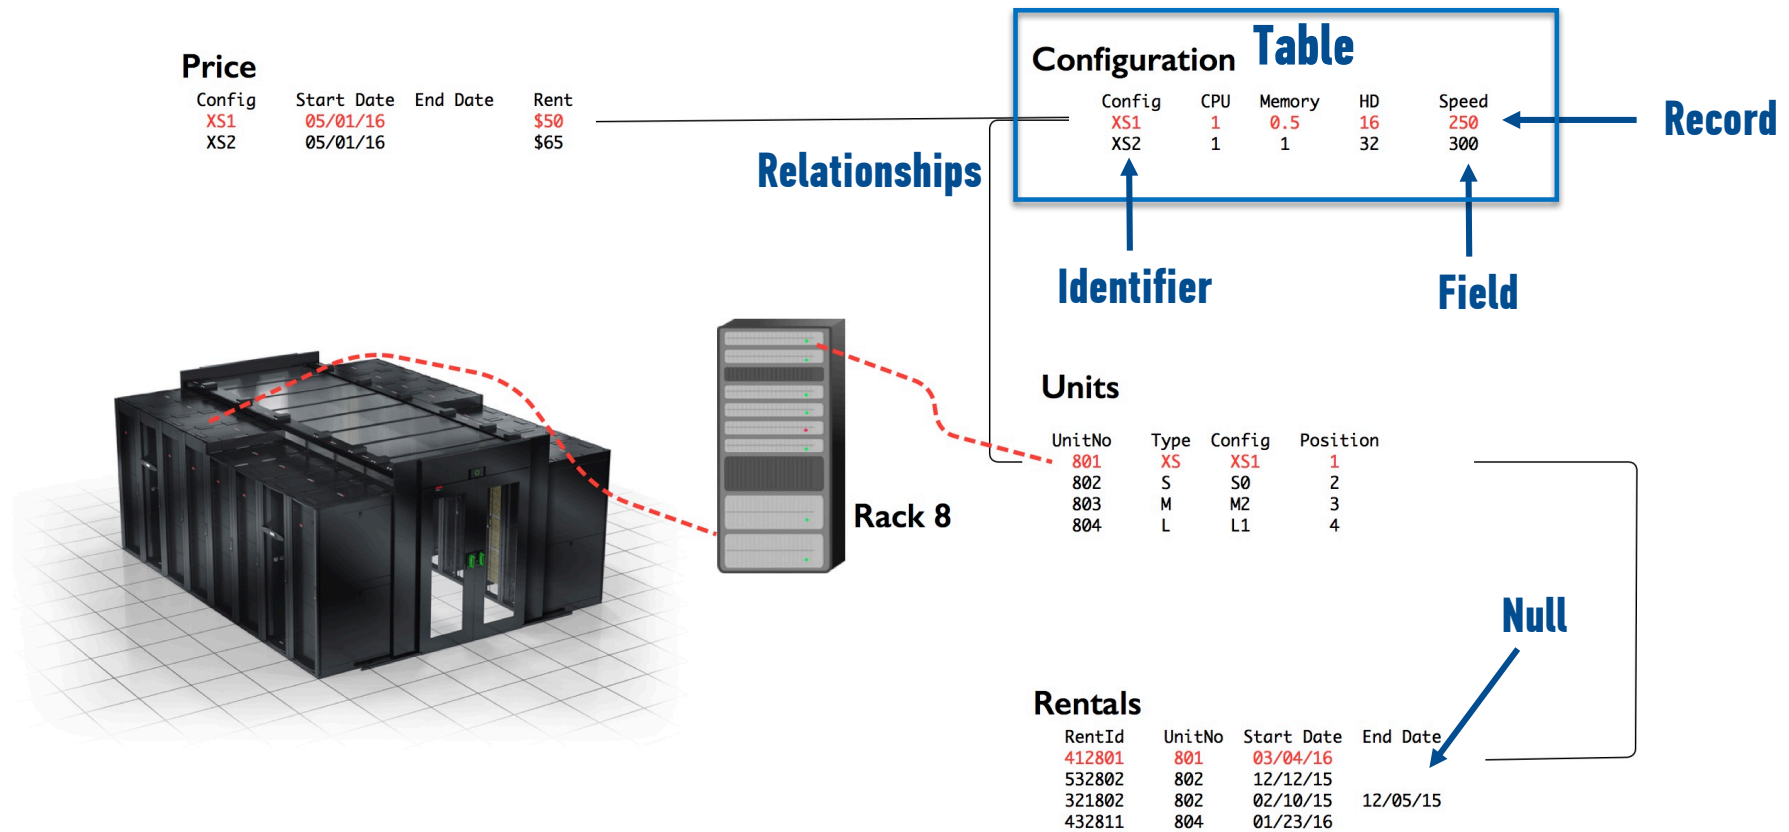 Price
Config Start Date End Date Rent
XS1 05/01/16 $50
XS2 05/01/16 $65
Configuration Table
Config CPU Memory HD Speed
XS1 1 0.5 16 250
XS2 1 1 32 300
Record
Relationships
Identifier
Field
Rack 8
Units
UnitNo Type Config Position
801 XS XS1 1
802 S S0 2
803 M M2 3
804 L L1 4
Null
Rentals
RentId UnitNo Start Date End Date
412801 801 03/04/16
532802 802 12/12/15
321802 802 02/10/15 12/05/15
432811 804 01/23/16